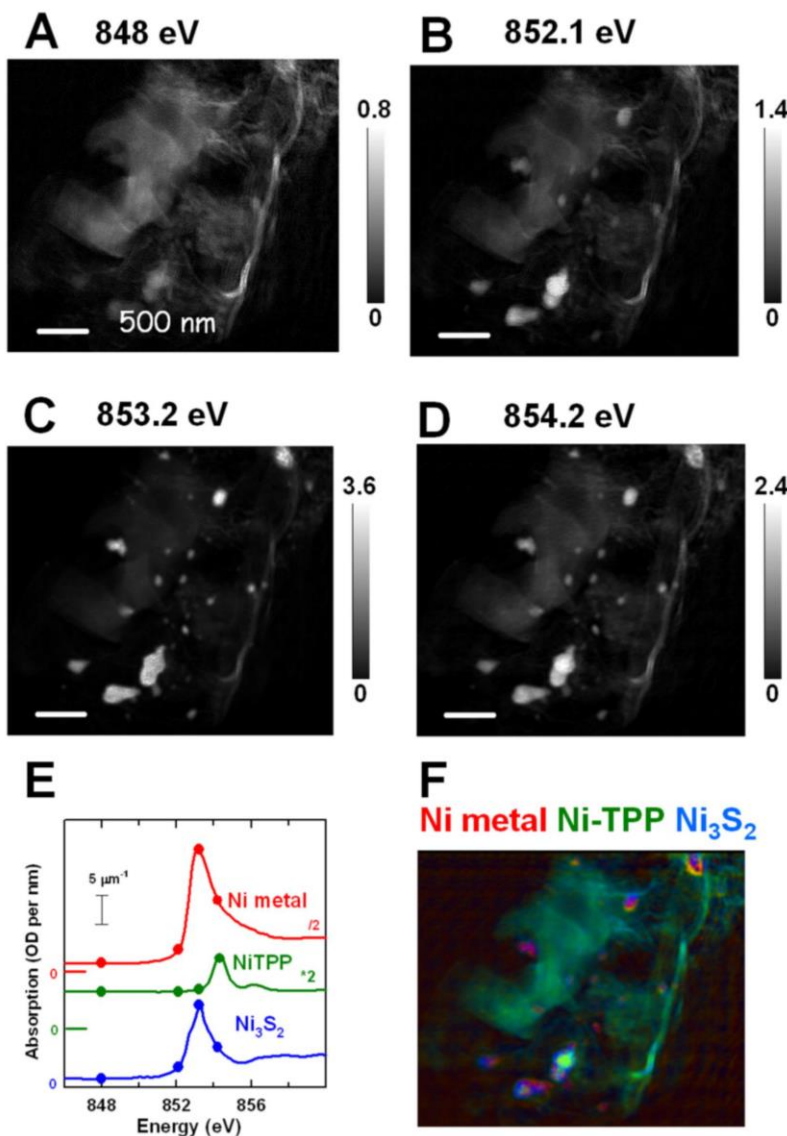 A 848 eV
0.8
0
500 nm
B 852.1 eV
1.4
0
C 853.2 eV
3.6
0
D 854.2 eV
2.4
0
E
Absorption (OD per nm)
5 µm⁻¹
Ni metal
/2
0
NiTPP
*2
0
Ni₃S₂
0
848 852 856
Energy (eV)
F
Ni metal Ni-TPP Ni₃S₂